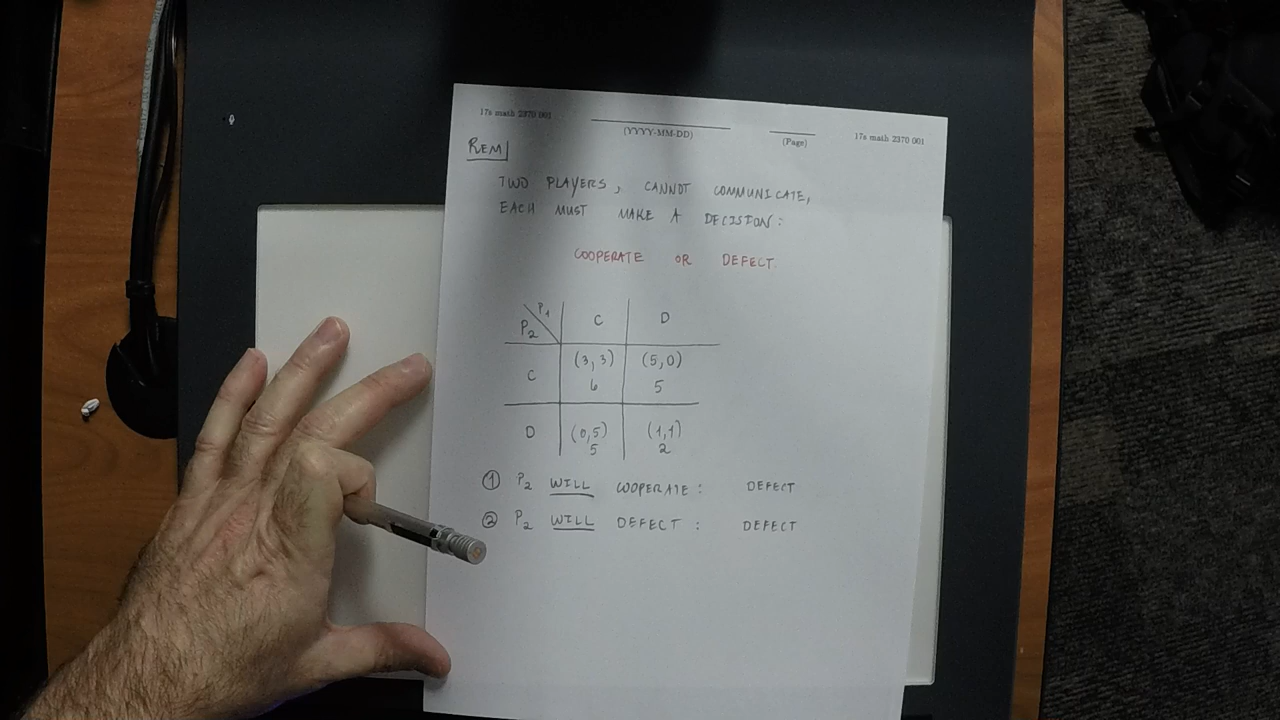 17s math 2370 001
(YYYY-MM-DD)
(Page)
17s math 2370 001
REM
TWO PLAYERS, CANNOT COMMUNICATE,
EACH MUST MAKE A DECISION:
COOPERATE OR DEFECT.
P1 C D
P2
C (3,3) (5,0)
6 5
D (0,5) (1,1)
5 2
① P2 WILL COOPERATE: DEFECT
② P2 WILL DEFECT: DEFECT